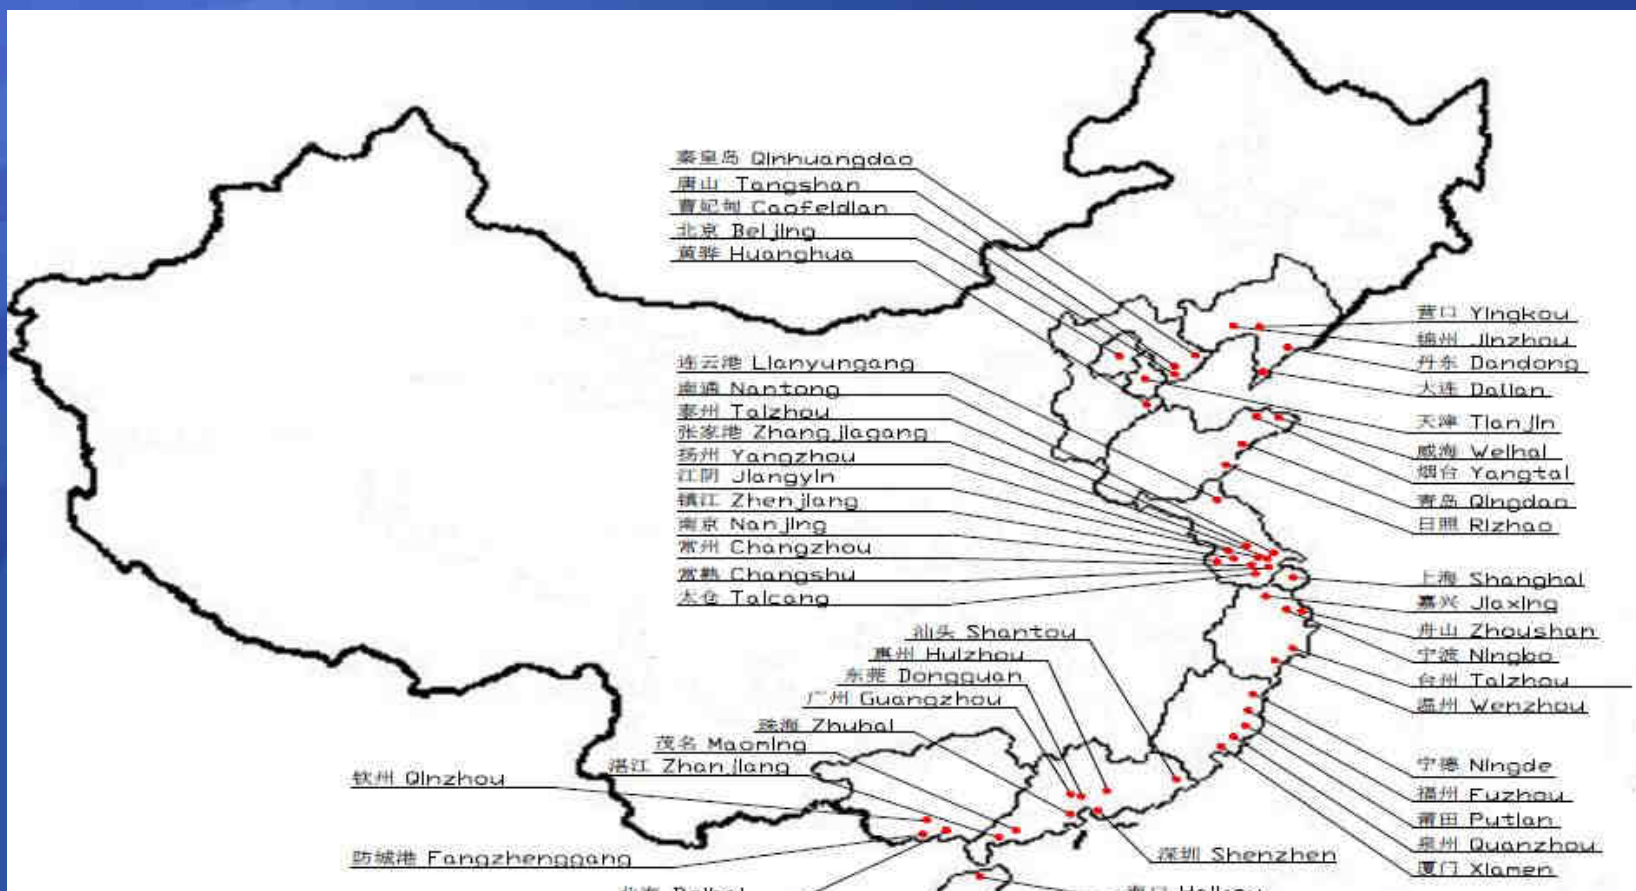 秦皇岛 Qinhuangdao
唐山 Tangshan
曹妃甸 Caofeidian
北京 Beijing
黄骅 Huanghua
营口 Yingkou
锦州 Jinzhou
丹东 Dandong
大连 Dalian
天津 Tianjin
威海 Weihai
烟台 Yangtai
青岛 Qingdao
日照 Rizhao
连云港 Lianyungang
南通 Nantong
泰州 Taizhou
张家港 Zhangjiagang
扬州 Yangzhou
江阴 Jiangyin
镇江 Zhenjiang
南京 Nanjing
常州 Changzhou
常熟 Changshu
太仓 Taicang
上海 Shanghai
嘉兴 Jiaxing
舟山 Zhoushan
宁波 Ningbo
台州 Taizhou
温州 Wenzhou
汕头 Shantou
惠州 Huizhou
东莞 Dongguan
广州 Guangzhou
珠海 Zhuhai
茂名 Maoming
湛江 Zhanjiang
钦州 Qinzhou
防城港 Fangzhenggang
宁德 Ningde
福州 Fuzhou
莆田 Putian
泉州 Quanzhou
厦门 Xiamen
深圳 Shenzhen